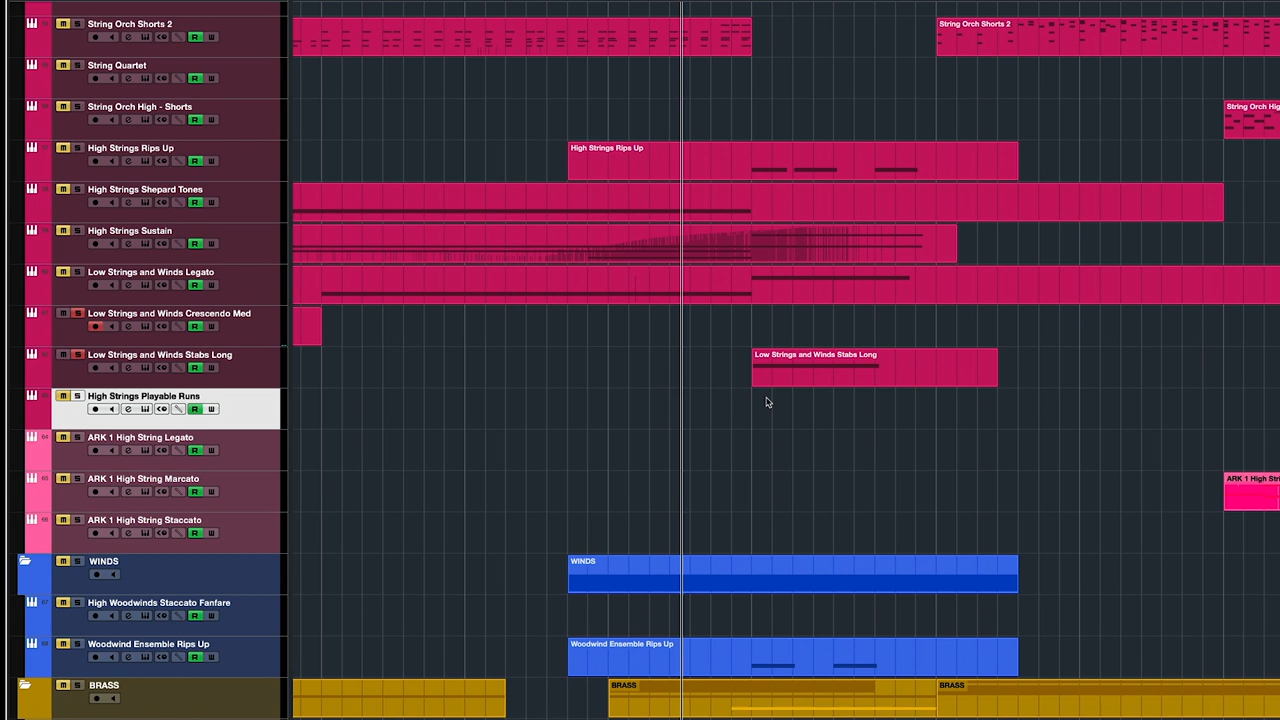 String Orch Shorts 2
M S
R W
String Orch Shorts 2
String Quartet
M S
R W
String Orch High - Shorts
M S
R W
String Orch Hig
High Strings Rips Up
M S
R W
High Strings Rips Up
High Strings Shepard Tones
M S
R W
High Strings Sustain
M S
R W
Low Strings and Winds Legato
M S
R W
Low Strings and Winds Crescendo Med
M S
R W
Low Strings and Winds Stabs Long
M S
R W
Low Strings and Winds Stabs Long
High Strings Playable Runs
M S
R W
64
ARK 1 High String Legato
M S
R W
65
ARK 1 High String Marcato
M S
R W
ARK 1 High Stri
66
ARK 1 High String Staccato
M S
R W
WINDS
M S
WINDS
67
High Woodwinds Staccato Fanfare
M S
R W
68
Woodwind Ensemble Rips Up
M S
R W
Woodwind Ensemble Rips Up
BRASS
M S
BRASS
BRASS